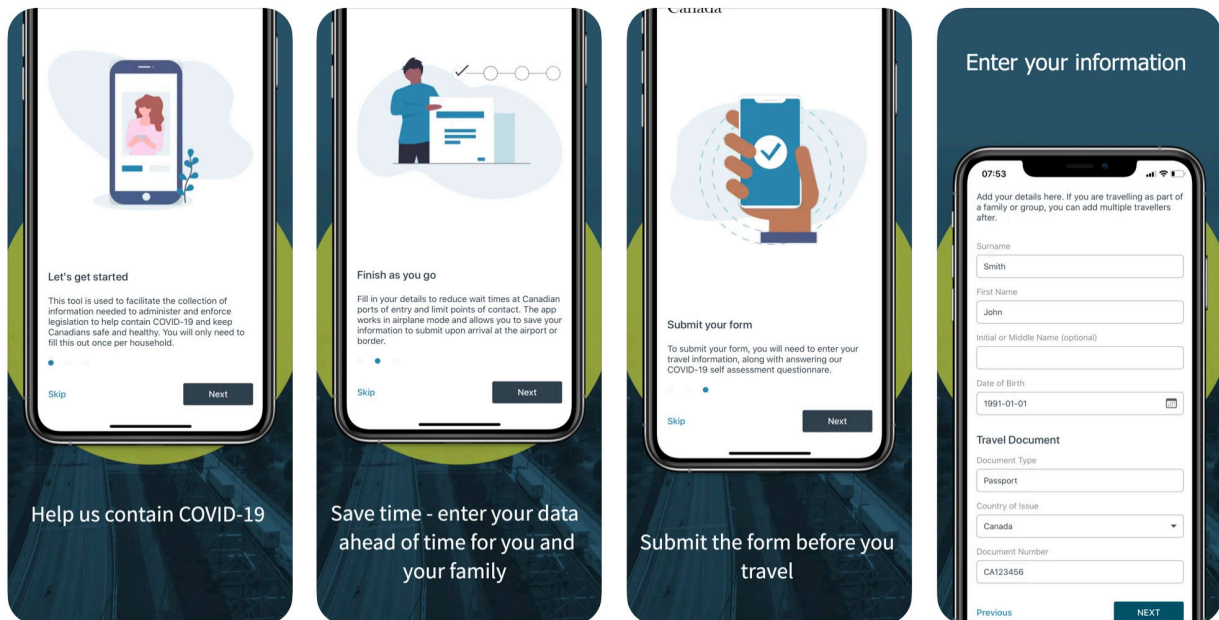 Let's get started
This tool is used to facilitate the collection of
information needed to administer and enforce
legislation to help contain COVID-19 and keep
Canadians safe and healthy. You will only need to
fill this out once per household.
Skip
Next
Help us contain COVID-19
Finish as you go
Fill in your details to reduce wait times at Canadian
ports of entry and limit points of contact. The app
works in airplane mode and allows you to save your
information to submit upon arrival at the airport or
border.
Skip
Next
Save time - enter your data
ahead of time for you and
your family
Canada
Submit your form
To submit your form, you will need to enter your
travel information, along with answering our
COVID-19 self assessment questionnare.
Skip
Next
Submit the form before you
travel
Enter your information
07:53
Add your details here. If you are travelling as part of
a family or group, you can add multiple travellers
after.
Surname
Smith
First Name
John
Initial or Middle Name (optional)
Date of Birth
1991-01-01
Travel Document
Document Type
Passport
Country of Issue
Canada
Document Number
CA123456
Previous
NEXT